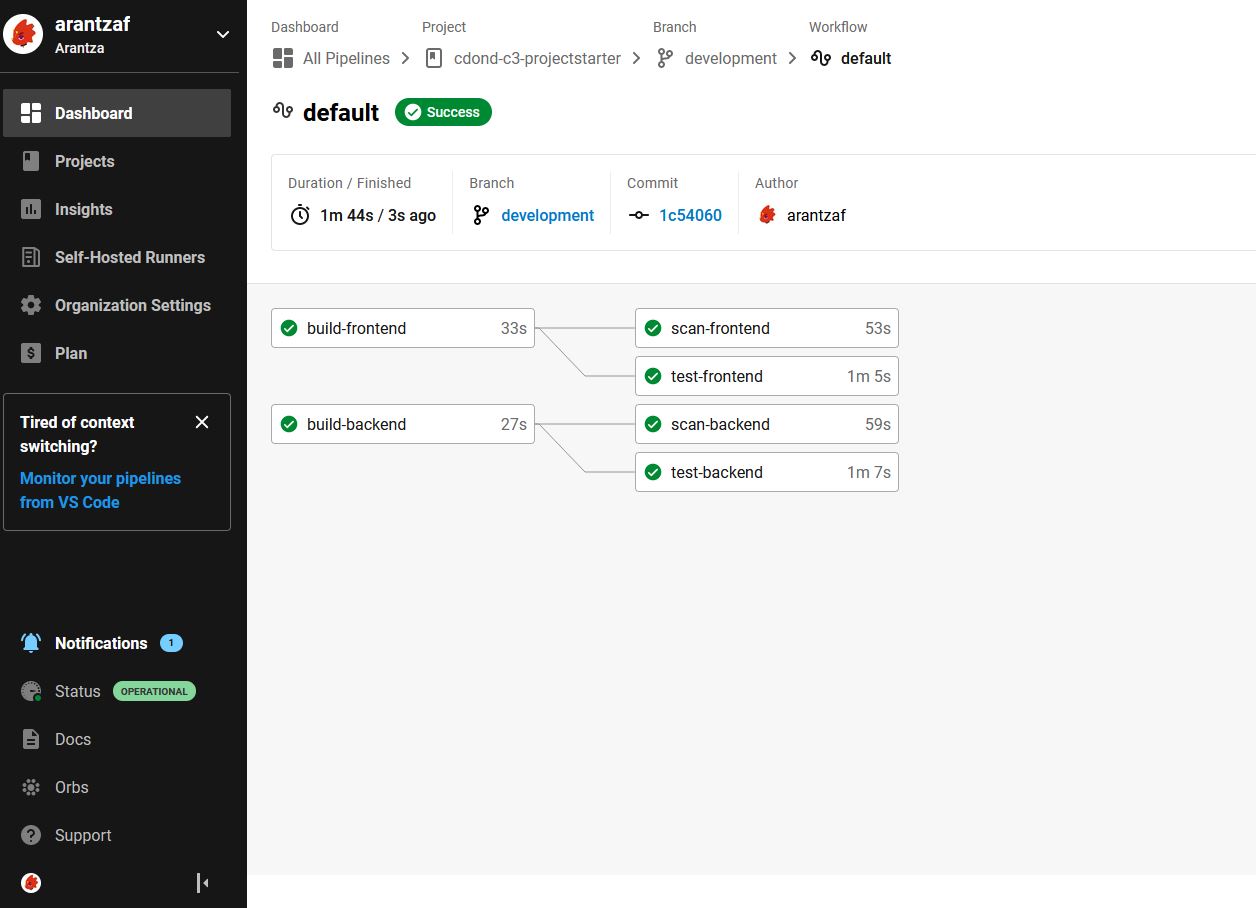 arantzaf
Arantza
Dashboard
Projects
Insights
Self-Hosted Runners
Organization Settings
Plan
Tired of context
switching?
Monitor your pipelines
from VS Code
Notifications 1
Status OPERATIONAL
Docs
Orbs
Support
Dashboard Project Branch Workflow
All Pipelines cdond-c3-projectstarter development default
default Success
Duration / Finished Branch Commit Author
1m 44s / 3s ago development 1c54060 arantzaf
build-frontend 33s scan-frontend 53s
test-frontend 1m 5s
build-backend 27s scan-backend 59s
test-backend 1m 7s